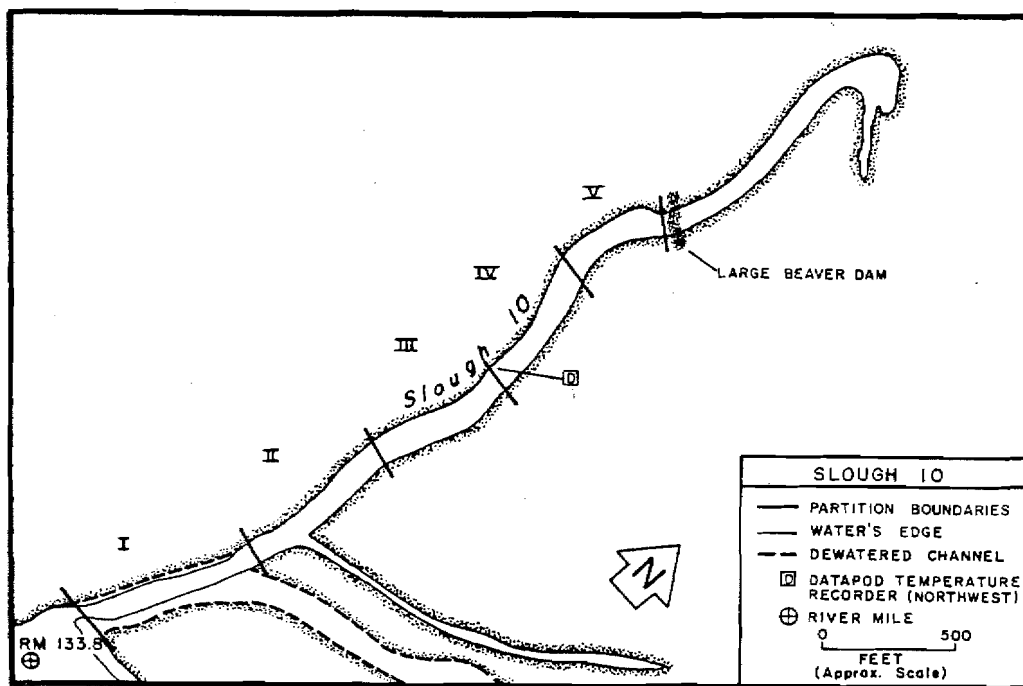 V
LARGE BEAVER DAM
IV
Slough 10
III
D
II
I
RM 133.8
N
SLOUGH 10
PARTITION BOUNDARIES
WATER'S EDGE
DEWATERED CHANNEL
D DATAPOD TEMPERATURE
RECORDER (NORTHWEST)
RIVER MILE
0 500
FEET
(Approx. Scale)